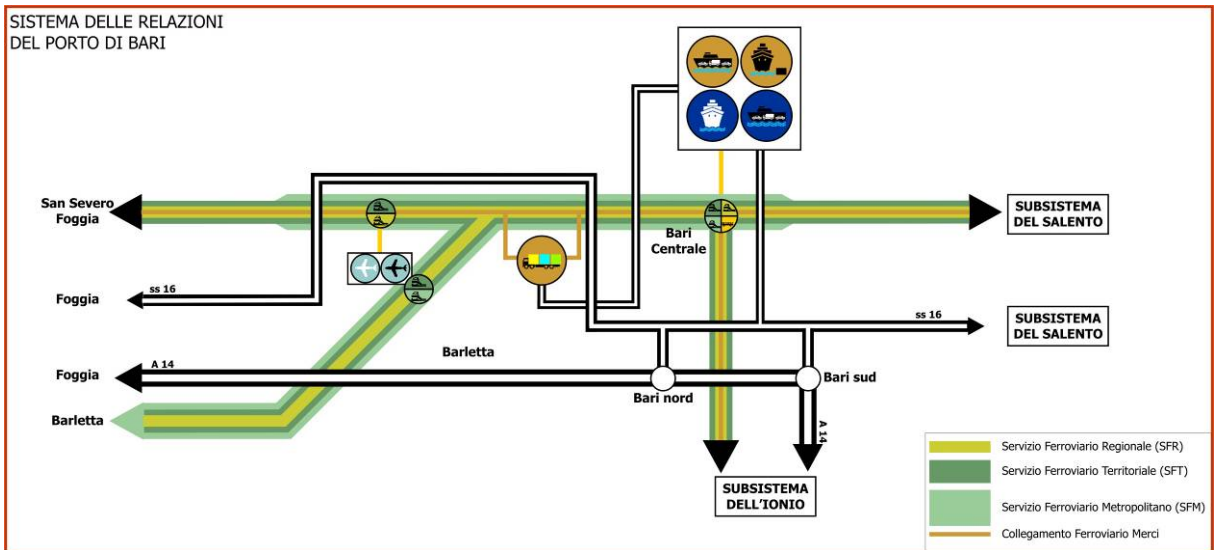 SISTEMA DELLE RELAZIONI
DEL PORTO DI BARI
San Severo
Foggia
SUBSISTEMA
DEL SALENTO
Bari
Centrale
Foggia
ss 16
ss 16
SUBSISTEMA
DEL SALENTO
Barletta
Foggia
A 14
Bari nord
Bari sud
Barletta
A 14
SUBSISTEMA
DELL'IONIO
Servizio Ferroviario Regionale (SFR)
Servizio Ferroviario Territoriale (SFT)
Servizio Ferroviario Metropolitano (SFM)
Collegamento Ferroviario Merci